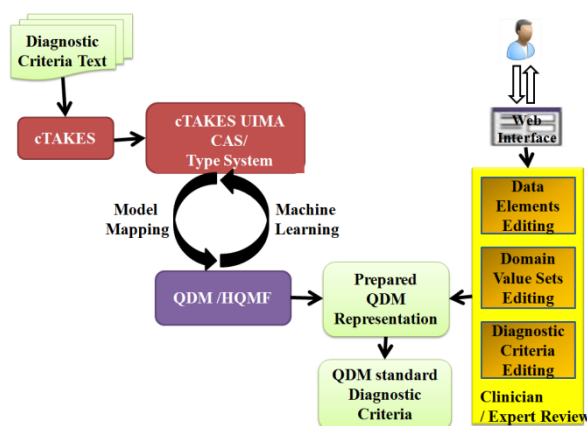 Diagnostic
Criteria Text
cTAKES
cTAKES UIMA
CAS/
Type System
Web
Interface
Model
Mapping
Machine
Learning
Data
Elements
Editing
Domain
Value Sets
Editing
Diagnostic
Criteria
Editing
QDM /HQMF
Prepared
QDM
Representation
QDM standard
Diagnostic
Criteria
Clinician
/ Expert Review